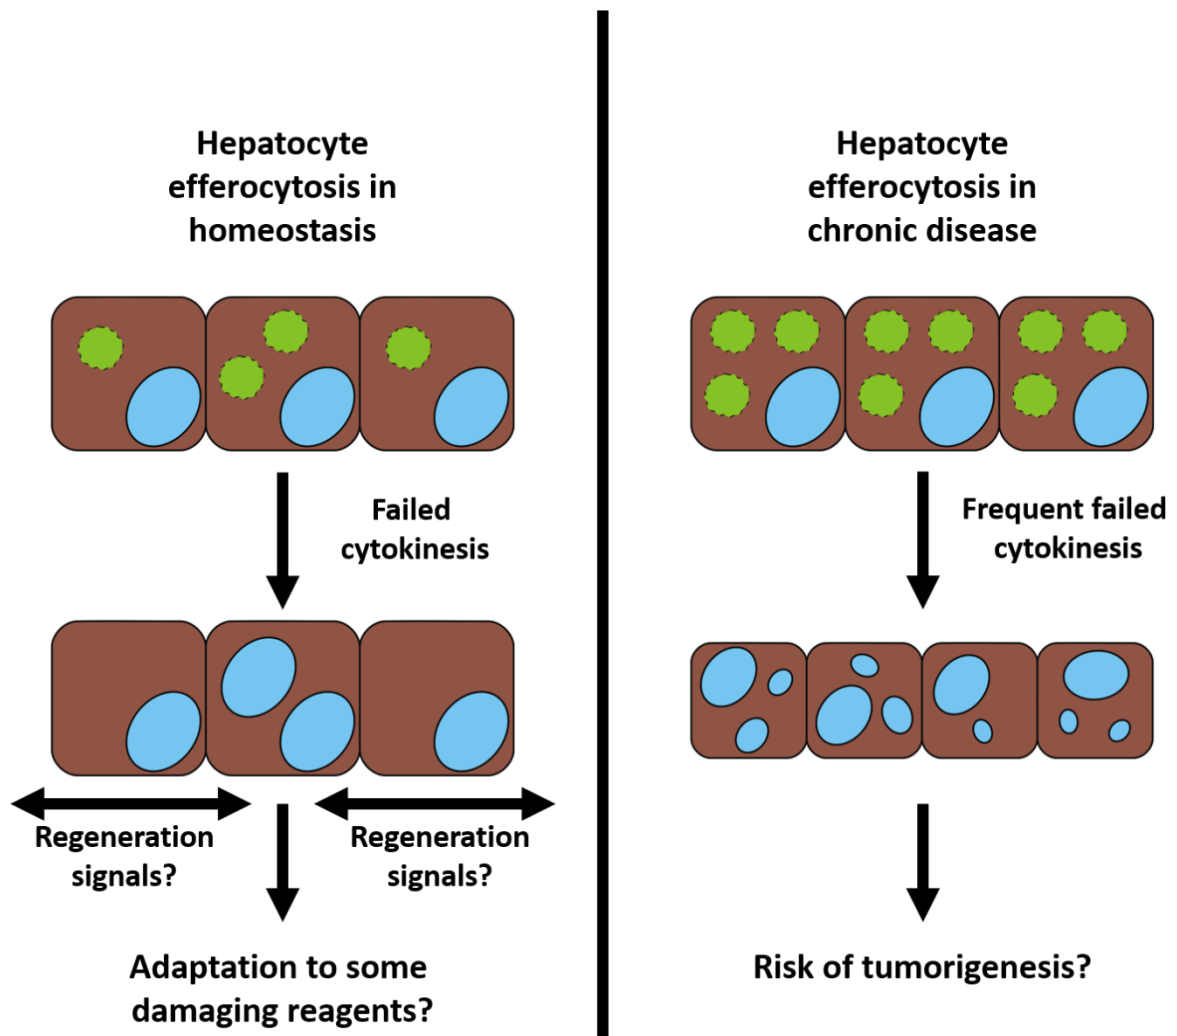 Hepatocyte
efferocytosis in
homeostasis
Failed
cytokinesis
Regeneration
signals?
Regeneration
signals?
Adaptation to some
damaging reagents?
Hepatocyte
efferocytosis in
chronic disease
Frequent failed
cytokinesis
Risk of tumorigenesis?